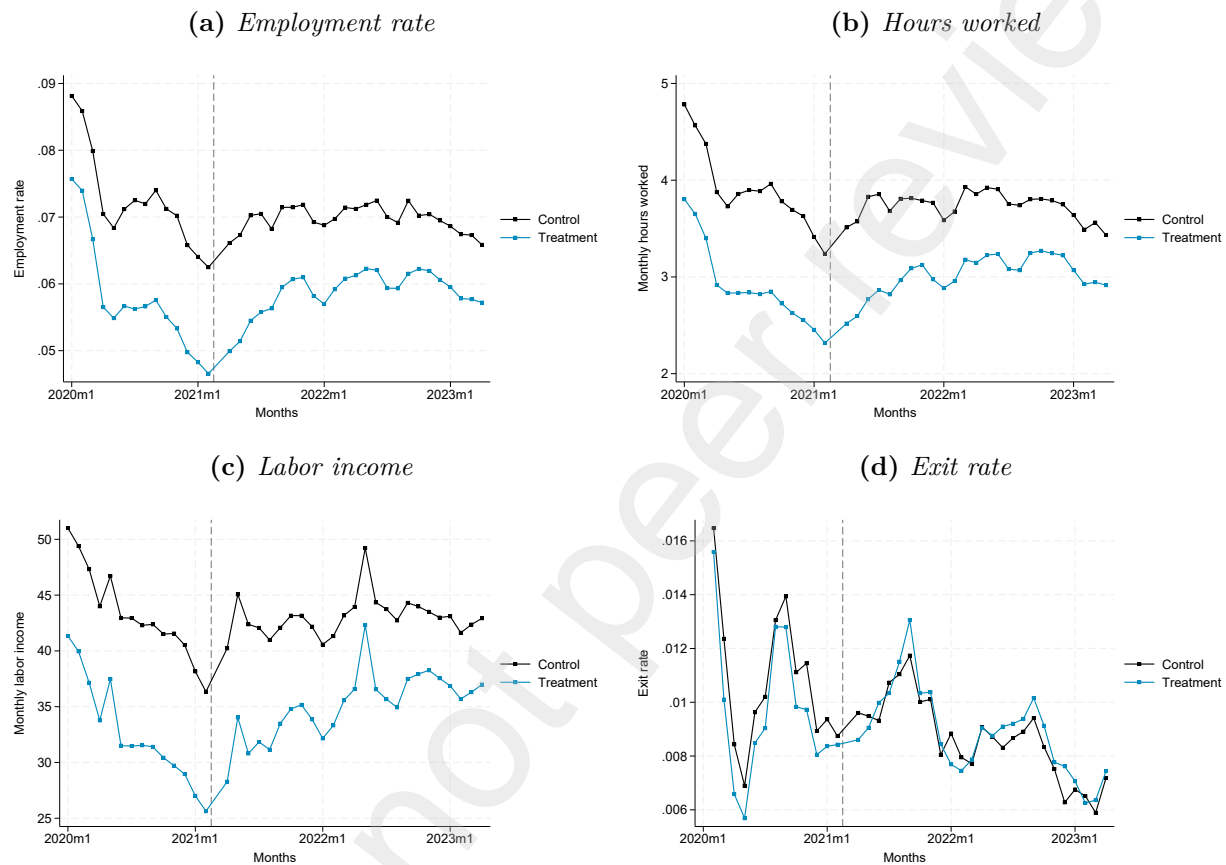 (a) Employment rate
.09
.08
.07
.06
.05
Employment rate
2020m1 2021m1 2022m1 2023m1
Months
Control
Treatment
(b) Hours worked
5
4
3
2
Monthly hours worked
2020m1 2021m1 2022m1 2023m1
Months
Control
Treatment
(c) Labor income
50
45
40
35
30
25
Monthly labor income
2020m1 2021m1 2022m1 2023m1
Months
Control
Treatment
(d) Exit rate
.016
.014
.012
.010
.008
.006
Exit rate
2020m1 2021m1 2022m1 2023m1
Months
Control
Treatment
not peer revie